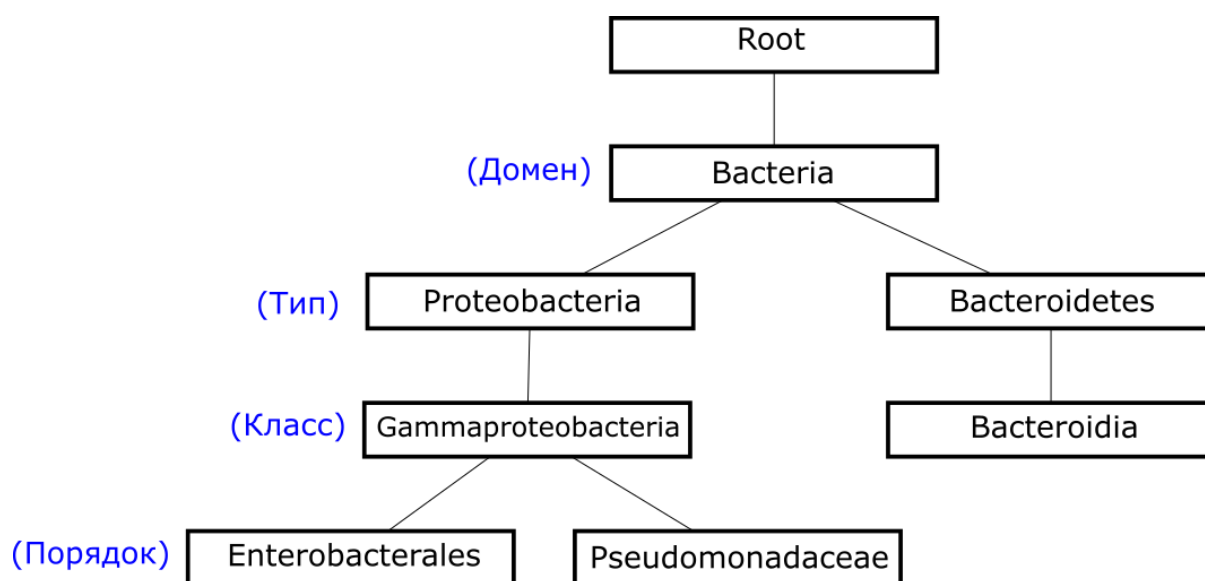 Root
(Домен) Bacteria
(Тип) Proteobacteria Bacteroidetes
(Класс) Gammaproteobacteria Bacteroidia
(Порядок) Enterobacterales Pseudomonadaceae